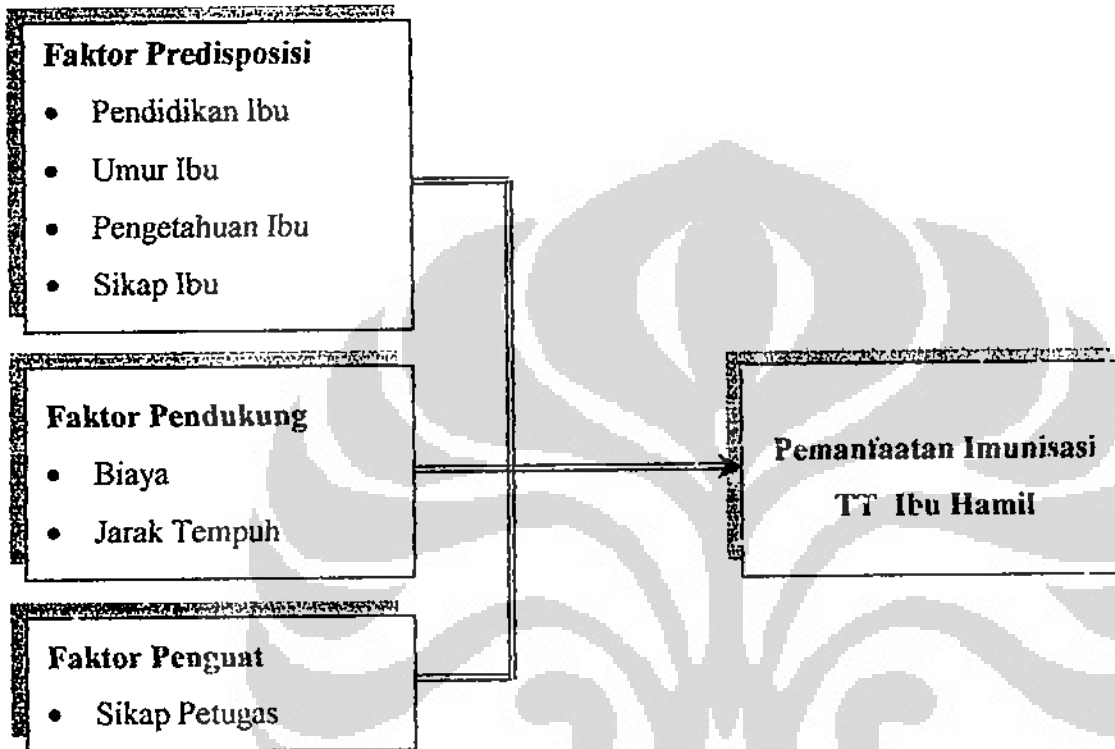 Faktor Predisposisi
• Pendidikan Ibu
• Umur Ibu
• Pengetahuan Ibu
• Sikap Ibu
Faktor Pendukung
• Biaya
• Jarak Tempuh
Faktor Penguat
• Sikap Petugas
Pemanfaatan Imunisasi
TT Ibu Hamil